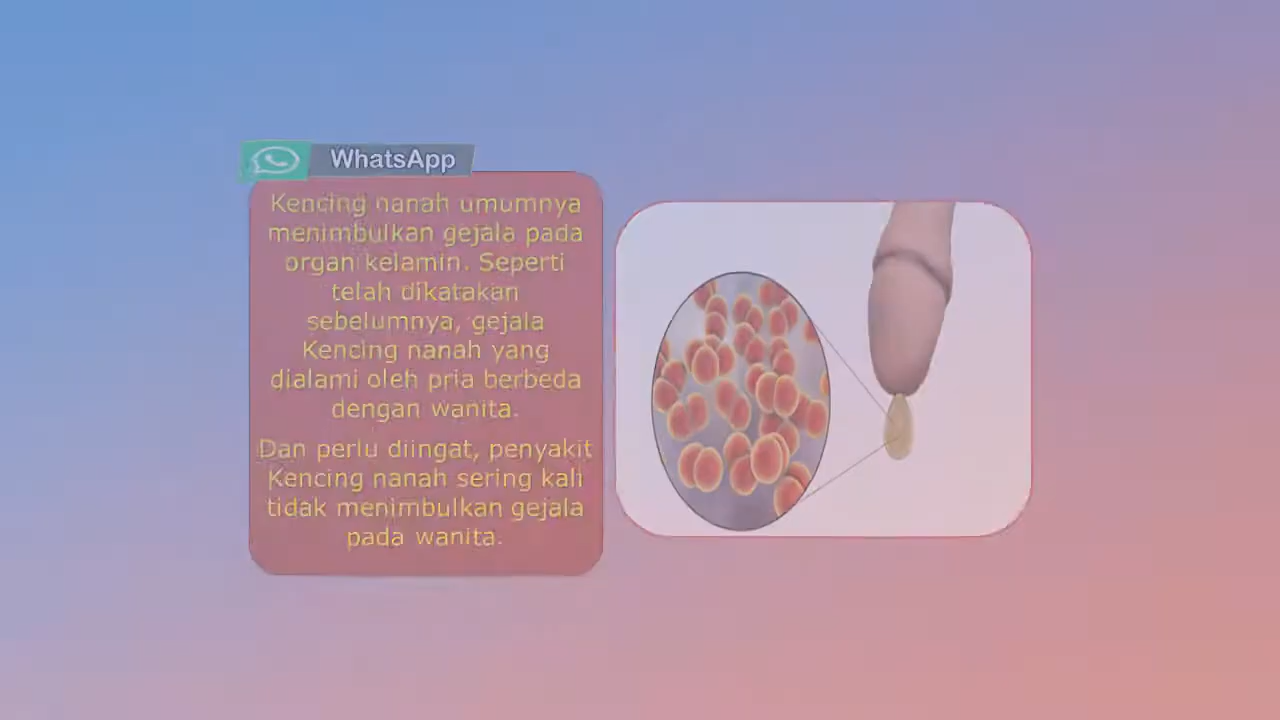 WhatsApp
Kencing nanah umumnya
menimbulkan gejala pada
organ kelamin. Seperti
telah dikatakan
sebelumnya, gejala
Kencing nanah yang
dialami oleh pria berbeda
dengan wanita.
Dan perlu diingat, penyakit
Kencing nanah sering kali
tidak menimbulkan gejala
pada wanita.